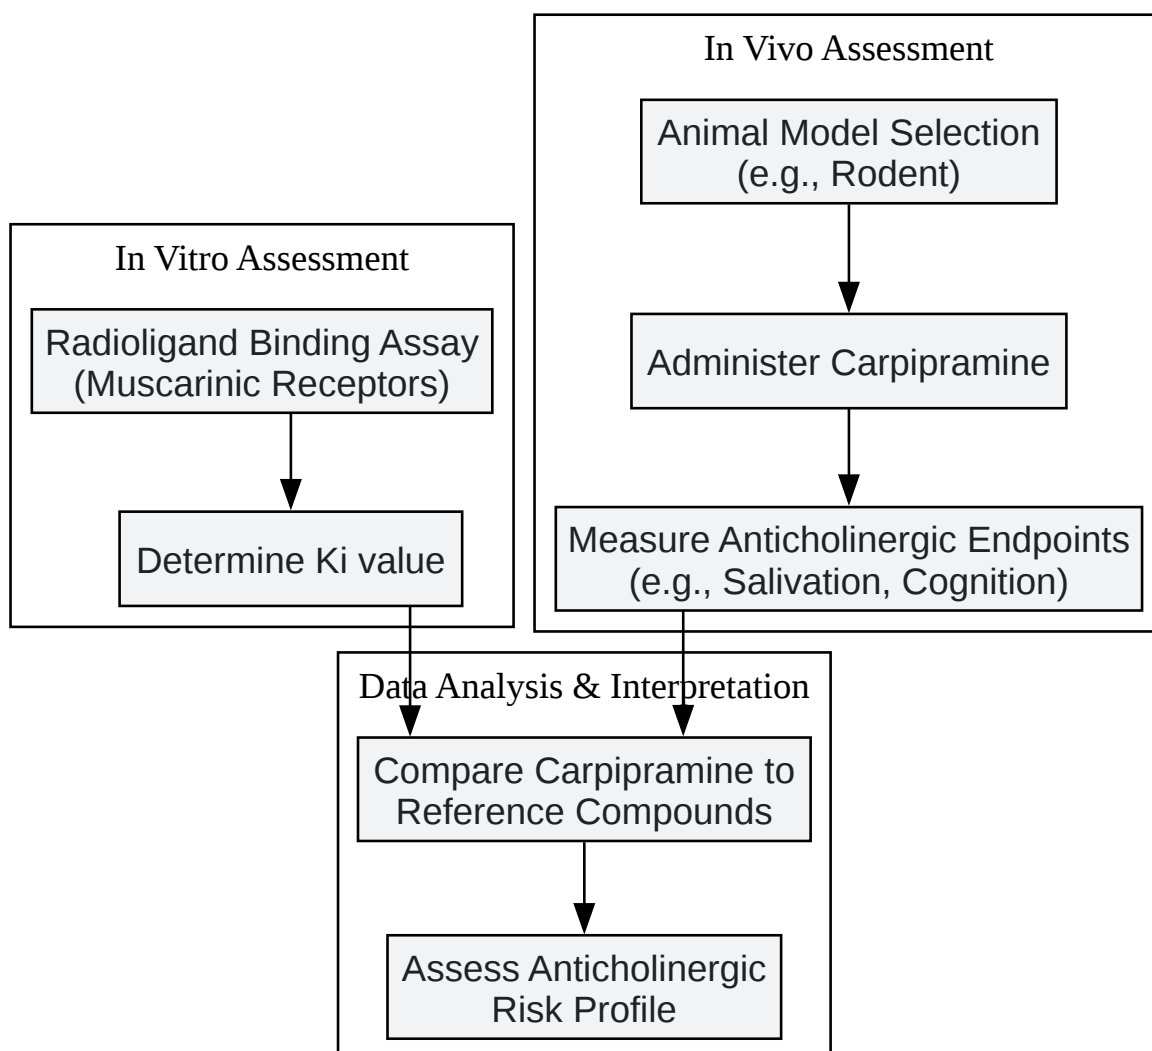 In Vivo Assessment
Animal Model Selection
(e.g., Rodent)
Administer Carpipramine
Measure Anticholinergic Endpoints
(e.g., Salivation, Cognition)
In Vitro Assessment
Radioligand Binding Assay
(Muscarinic Receptors)
Determine Ki value
Data Analysis & Interpretation
Compare Carpipramine to
Reference Compounds
Assess Anticholinergic
Risk Profile